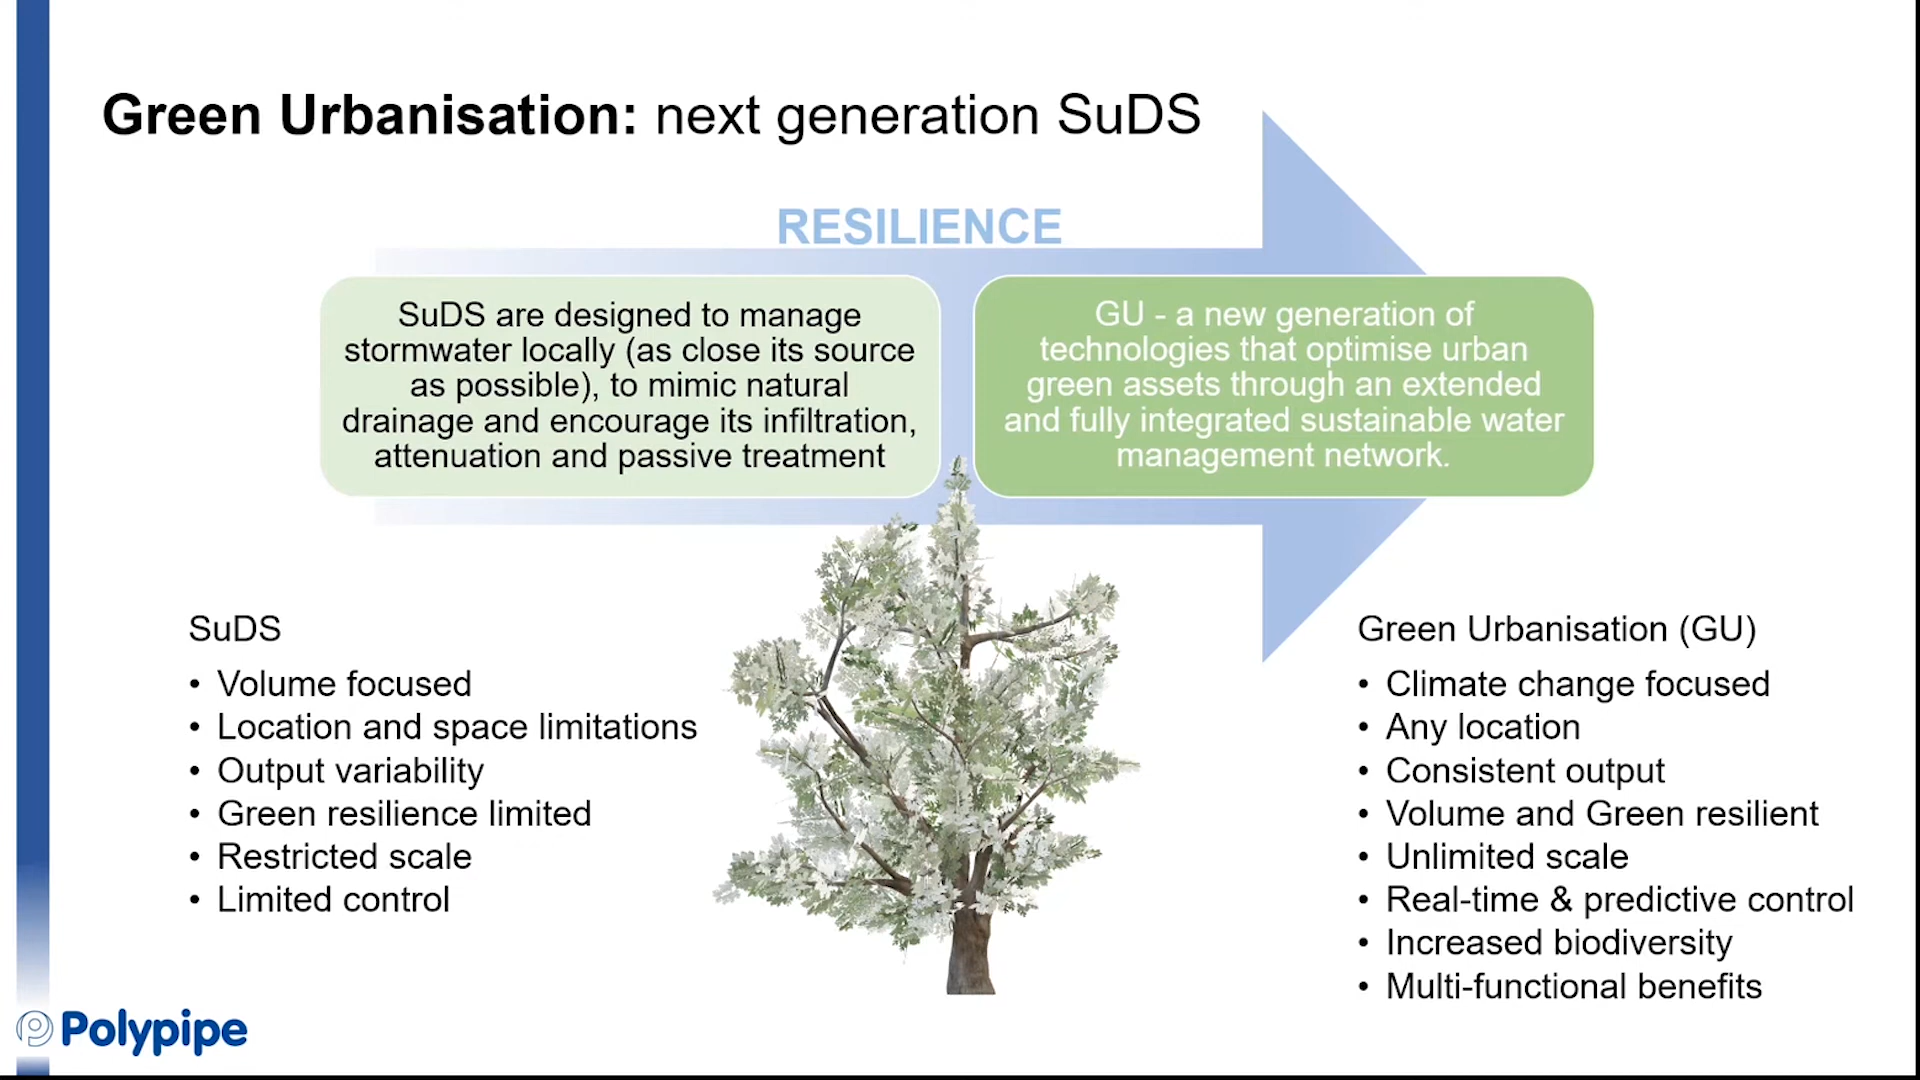 Green Urbanisation: next generation SuDS
RESILIENCE
SuDS are designed to manage
stormwater locally (as close its source
as possible), to mimic natural
drainage and encourage its infiltration,
attenuation and passive treatment
GU - a new generation of
technologies that optimise urban
green assets through an extended
and fully integrated sustainable water
management network.
SuDS
• Volume focused
• Location and space limitations
• Output variability
• Green resilience limited
• Restricted scale
• Limited control
Green Urbanisation (GU)
• Climate change focused
• Any location
• Consistent output
• Volume and Green resilient
• Unlimited scale
• Real-time & predictive control
• Increased biodiversity
• Multi-functional benefits
Polypipe